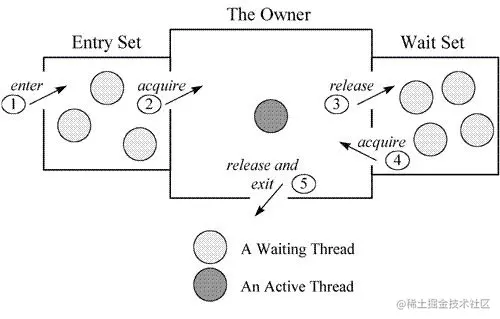 The Owner
Entry Set
Wait Set
enter
1
acquire
2
release
3
acquire
4
release and
exit
5
A Waiting Thread
An Active Thread
@稀土掘金技术社区